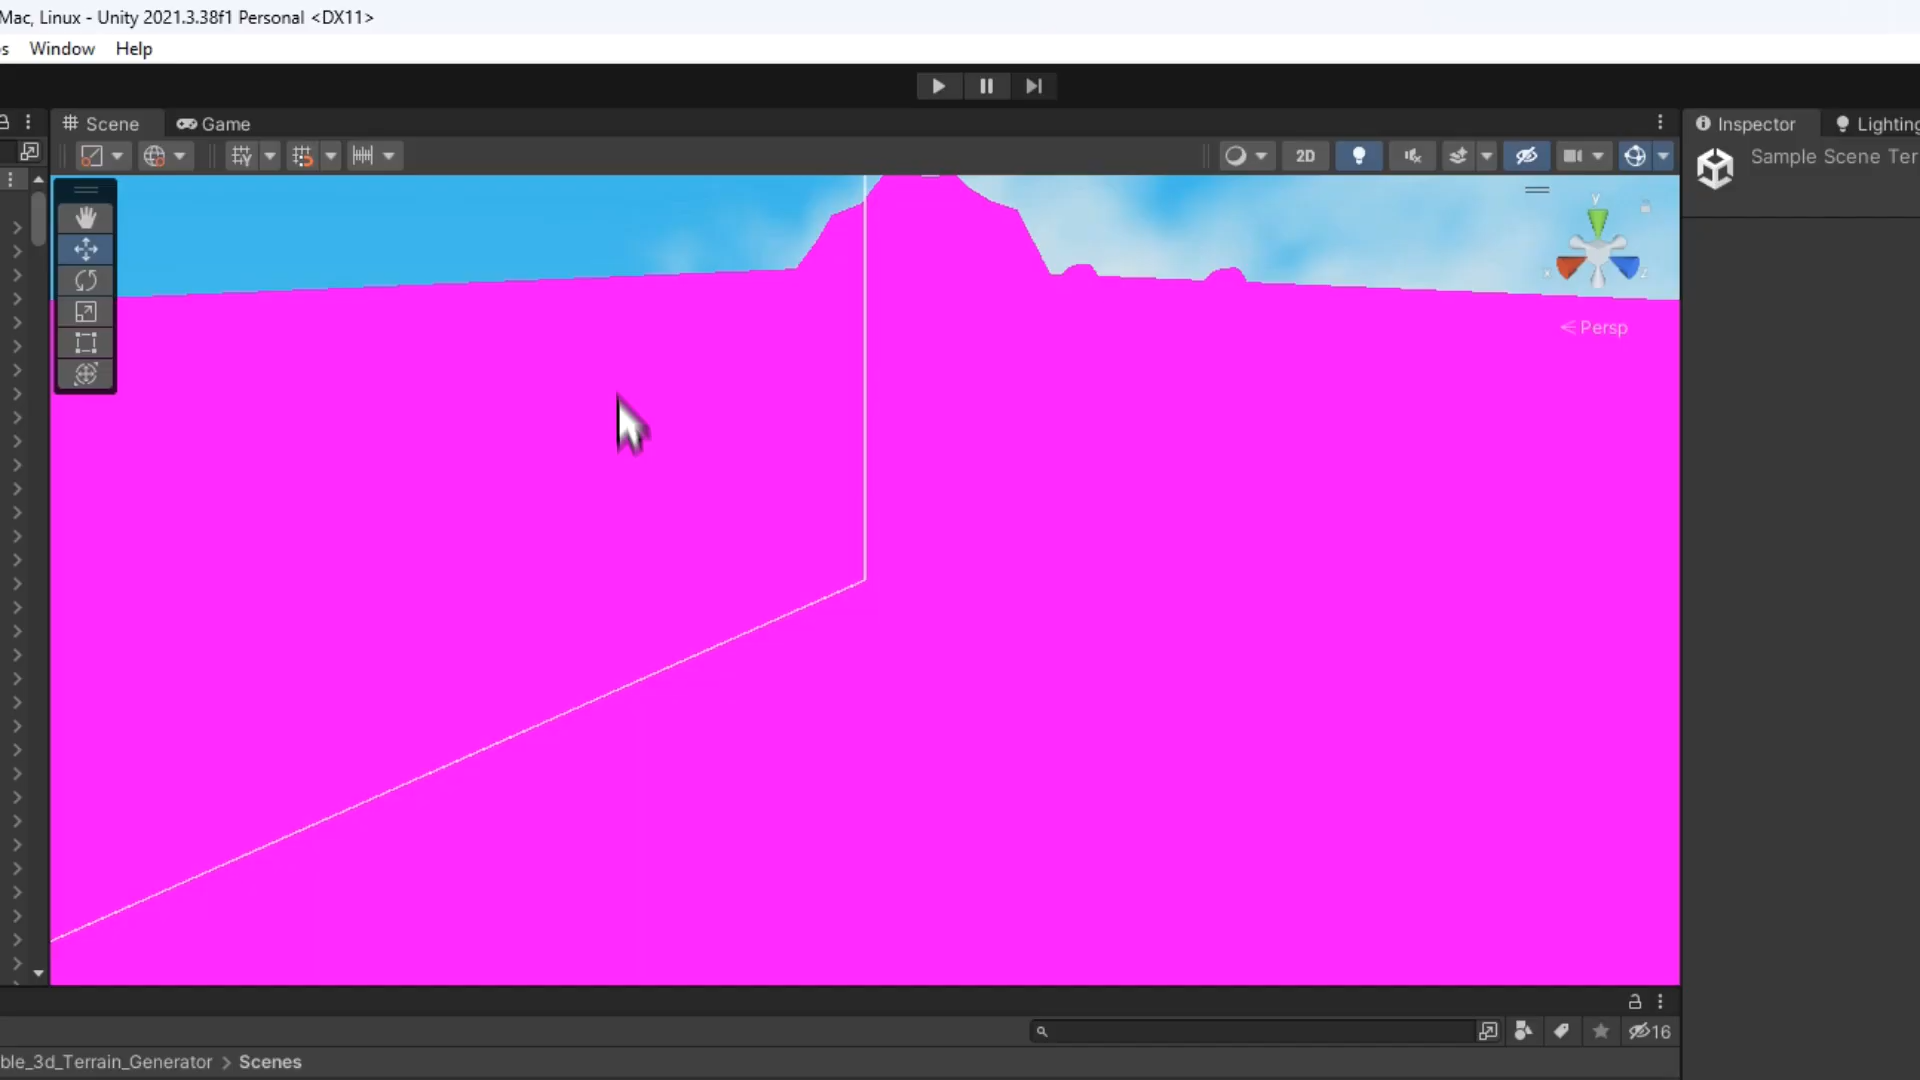 Mac, Linux - Unity 2021.3.38f1 Personal <DX11>
s Window Help
Scene Game
Inspector Lighting
2D
Sample Scene Ter
y
x z
Persp
16
ble_3d_Terrain_Generator > Scenes